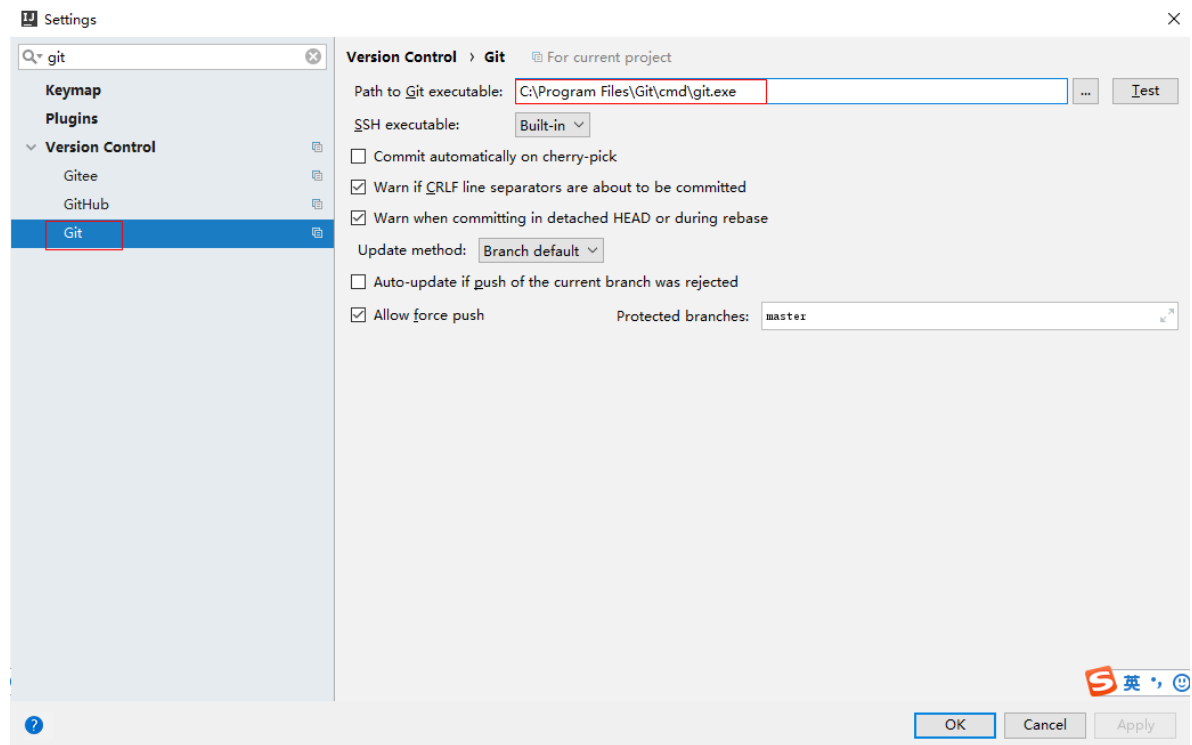 Settings
git
Keymap
Plugins
Version Control
Gitee
GitHub
Git
Version Control › Git For current project
Path to Git executable: C:\Program Files\Git\cmd\git.exe ... Test
SSH executable: Built-in
Commit automatically on cherry-pick
Warn if CRLF line separators are about to be committed
Warn when committing in detached HEAD or during rebase
Update method: Branch default
Auto-update if push of the current branch was rejected
Allow force push Protected branches: master
英
OK Cancel Apply